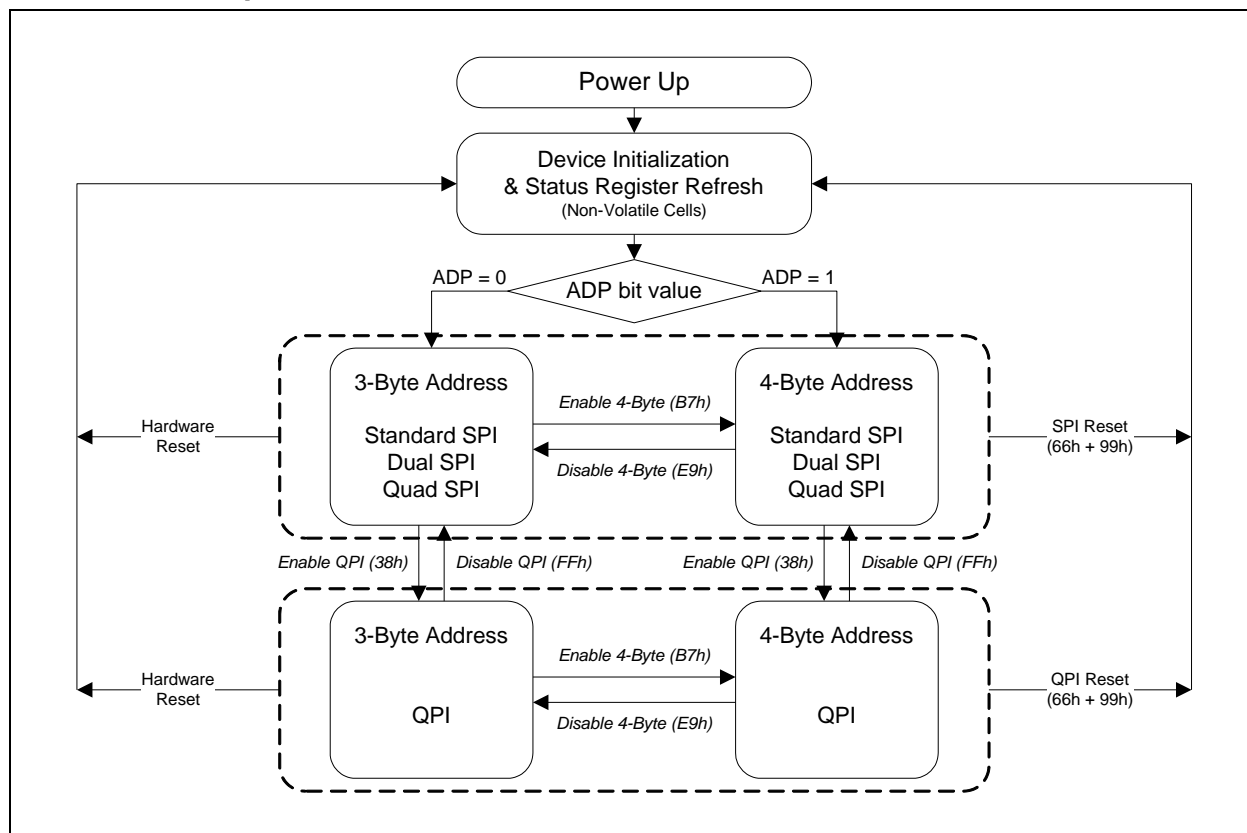 Power Up
Device Initialization
& Status Register Refresh
(Non-Volatile Cells)
ADP = 0
ADP bit value
ADP = 1
3-Byte Address
Standard SPI
Dual SPI
Quad SPI
Enable 4-Byte (B7h)
Disable 4-Byte (E9h)
4-Byte Address
Standard SPI
Dual SPI
Quad SPI
Hardware
Reset
SPI Reset
(66h + 99h)
Enable QPI (38h)
Disable QPI (FFh)
Enable QPI (38h)
Disable QPI (FFh)
3-Byte Address
QPI
Enable 4-Byte (B7h)
Disable 4-Byte (E9h)
4-Byte Address
QPI
Hardware
Reset
QPI Reset
(66h + 99h)